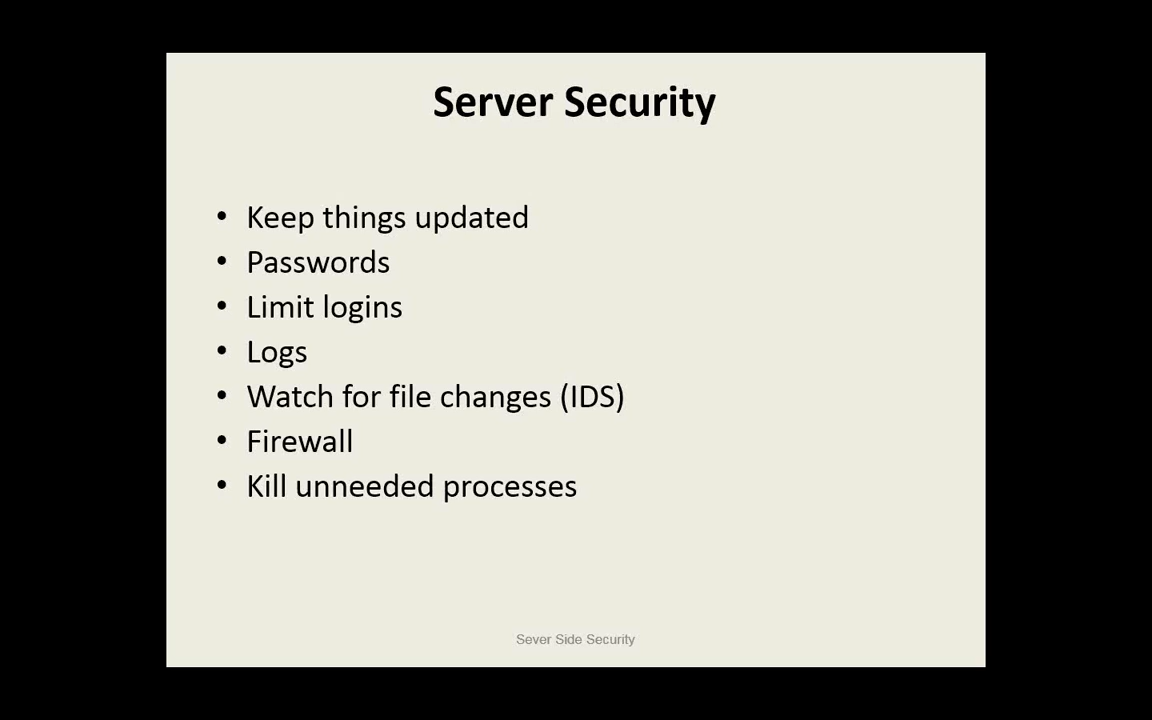 Server Security
• Keep things updated
• Passwords
• Limit logins
• Logs
• Watch for file changes (IDS)
• Firewall
• Kill unneeded processes
Sever Side Security